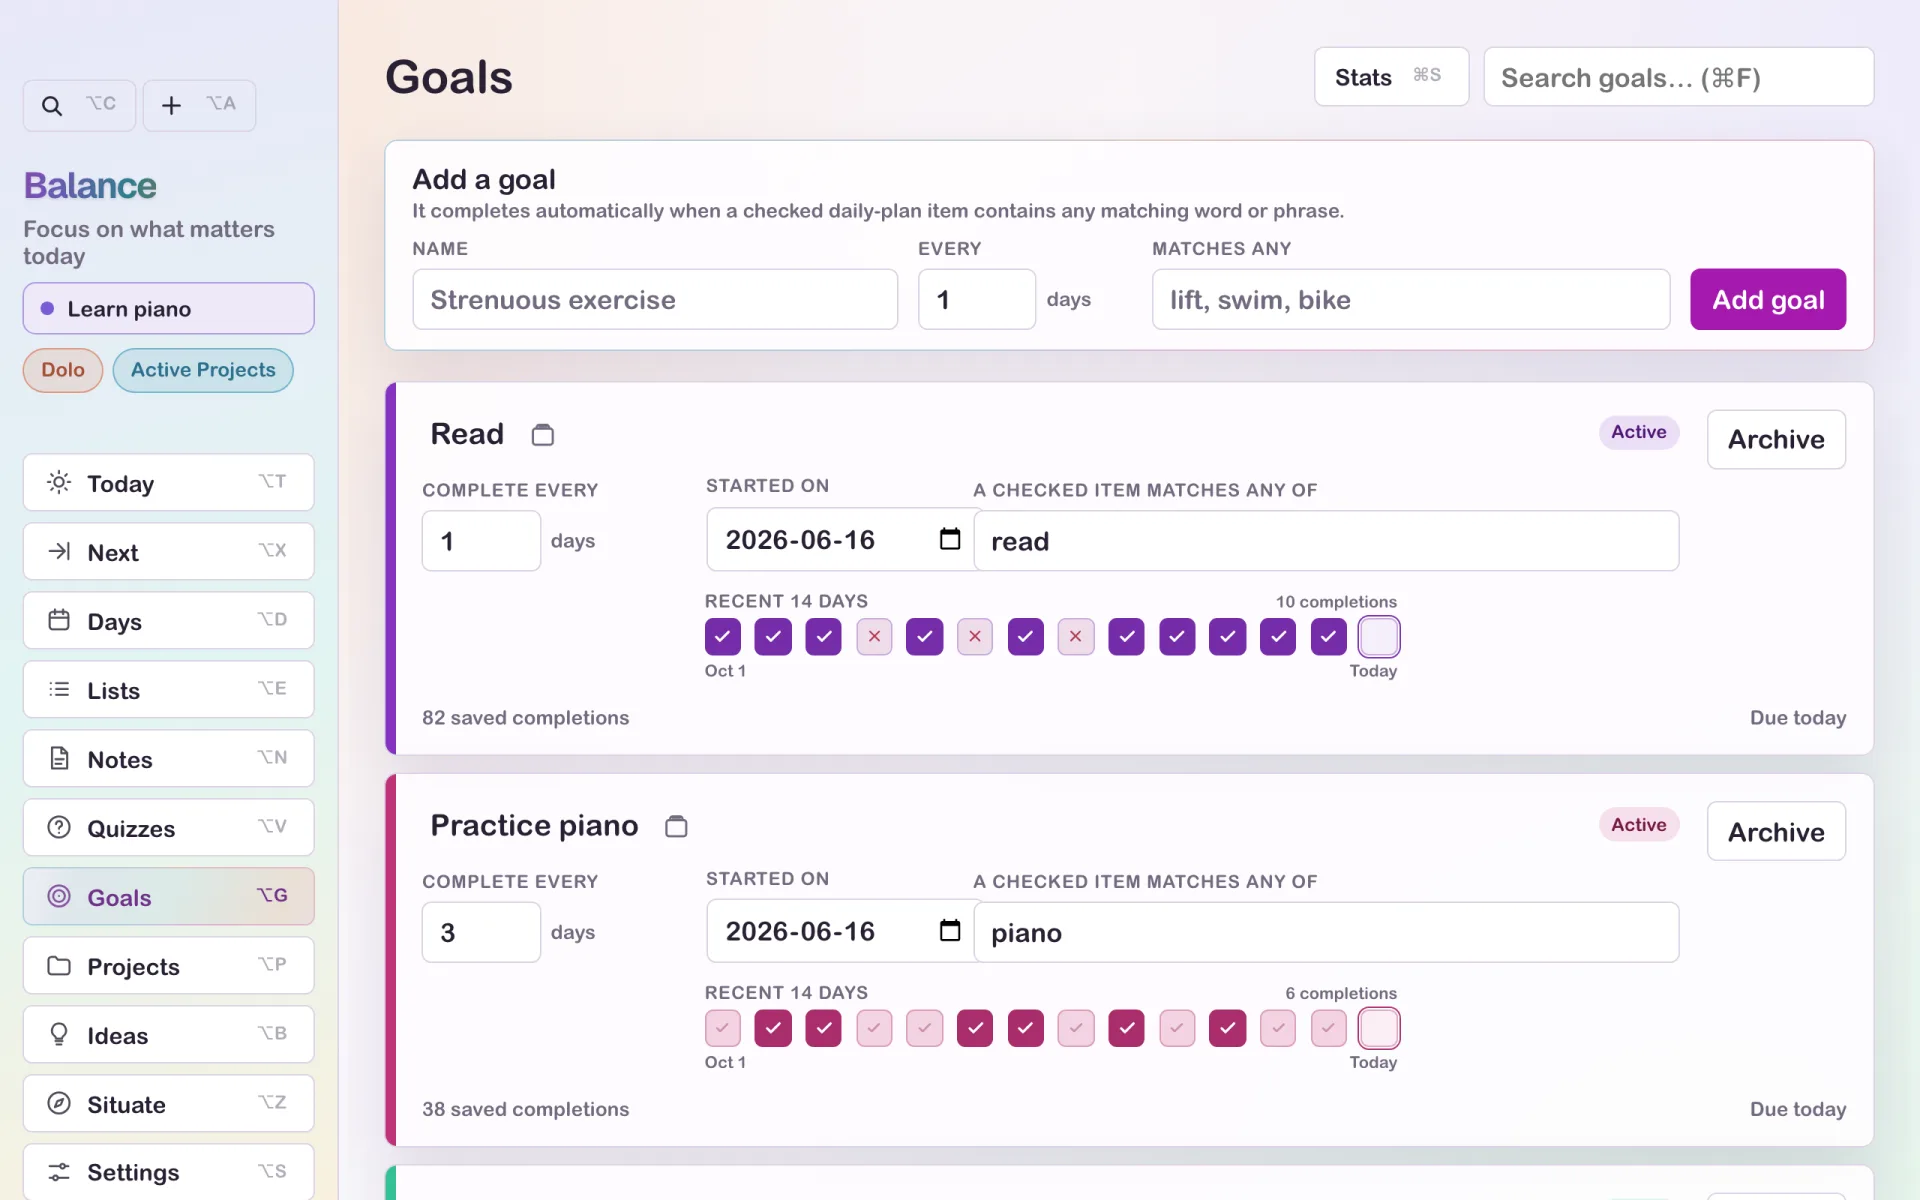 ⌥C
⌥A
Balance
Focus on what matters
today
Learn piano
Dolo
Active Projects
Today ⌥T
Next ⌥X
Days ⌥D
Lists ⌥E
Notes ⌥N
Quizzes ⌥V
Goals ⌥G
Projects ⌥P
Ideas ⌥B
Situate ⌥Z
Settings ⌥S
Goals
Stats ⌘S
Search goals... (⌘F)
Add a goal
It completes automatically when a checked daily-plan item contains any matching word or phrase.
NAME
EVERY
MATCHES ANY
Strenuous exercise
1 days
lift, swim, bike
Add goal
Read
Active
Archive
COMPLETE EVERY
STARTED ON
A CHECKED ITEM MATCHES ANY OF
1 days
2026-06-16
read
RECENT 14 DAYS
10 completions
Oct 1
Today
82 saved completions
Due today
Practice piano
Active
Archive
COMPLETE EVERY
STARTED ON
A CHECKED ITEM MATCHES ANY OF
3 days
2026-06-16
piano
RECENT 14 DAYS
6 completions
Oct 1
Today
38 saved completions
Due today